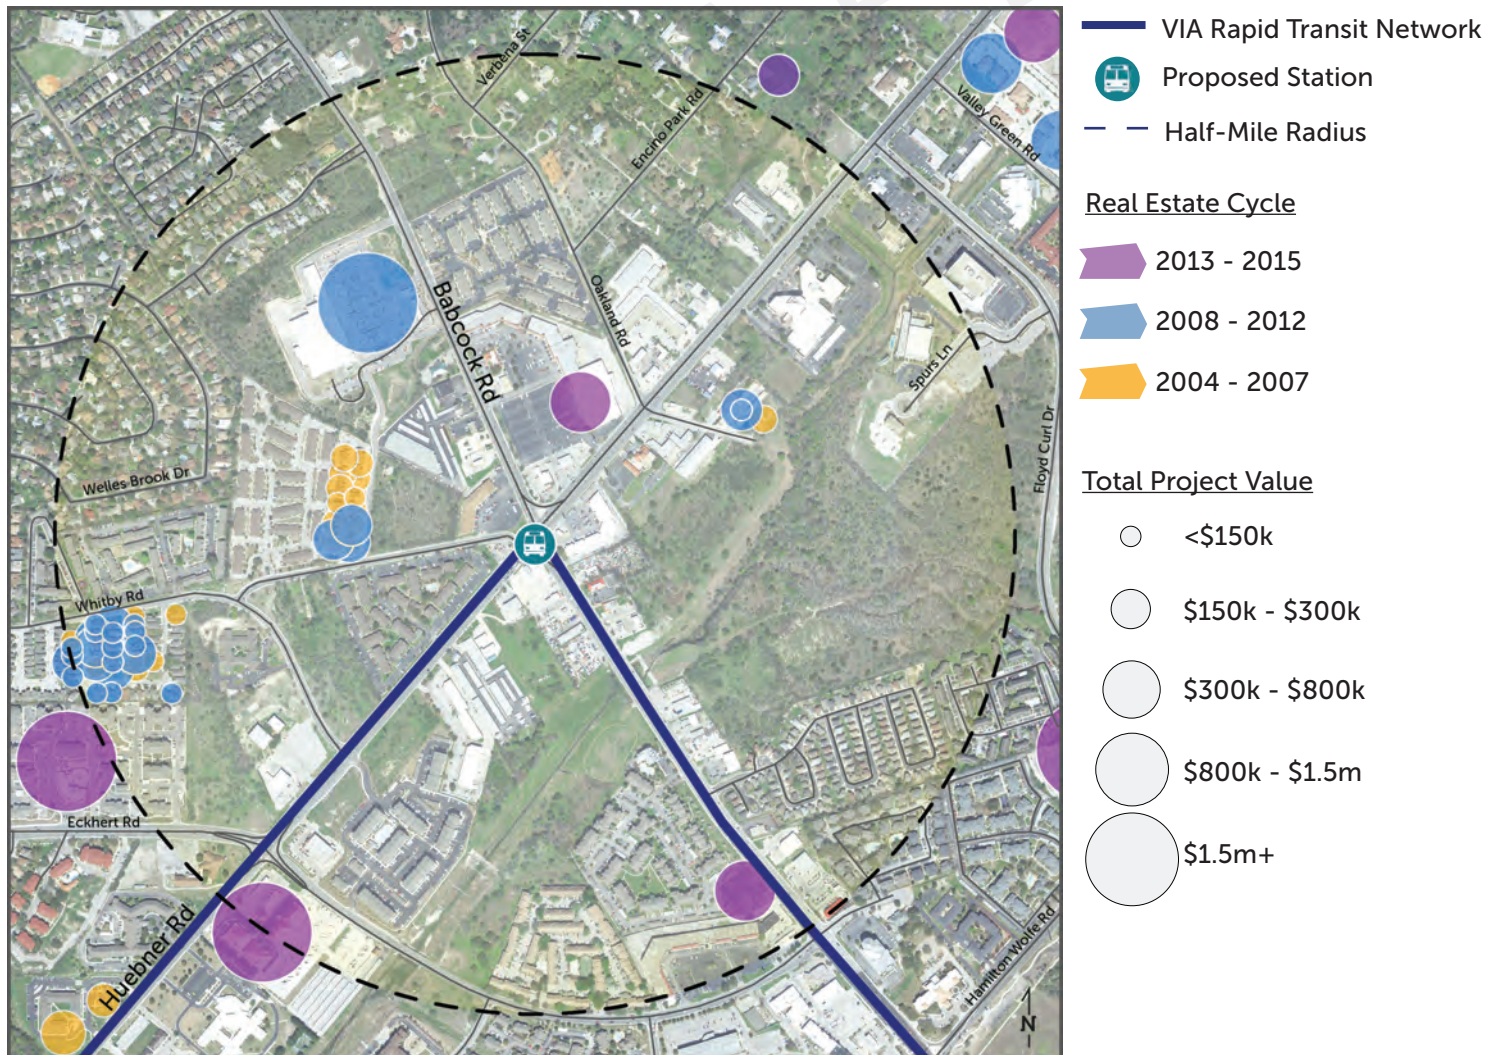 VIA Rapid Transit Network
Proposed Station
Half-Mile Radius
Real Estate Cycle
2013 - 2015
2008 - 2012
2004 - 2007
Total Project Value
<$150k
$150k - $300k
$300k - $800k
$800k - $1.5m
$1.5m+
Verbena St
Encino Park Rd
Valley Green Rd
Babcock Rd
Oakland Rd
Spurs Ln
Floyd Curl Dr
Welles Brook Dr
Whitby Rd
Eckhert Rd
Huebner Rd
Hamilton Wolfe Rd
N